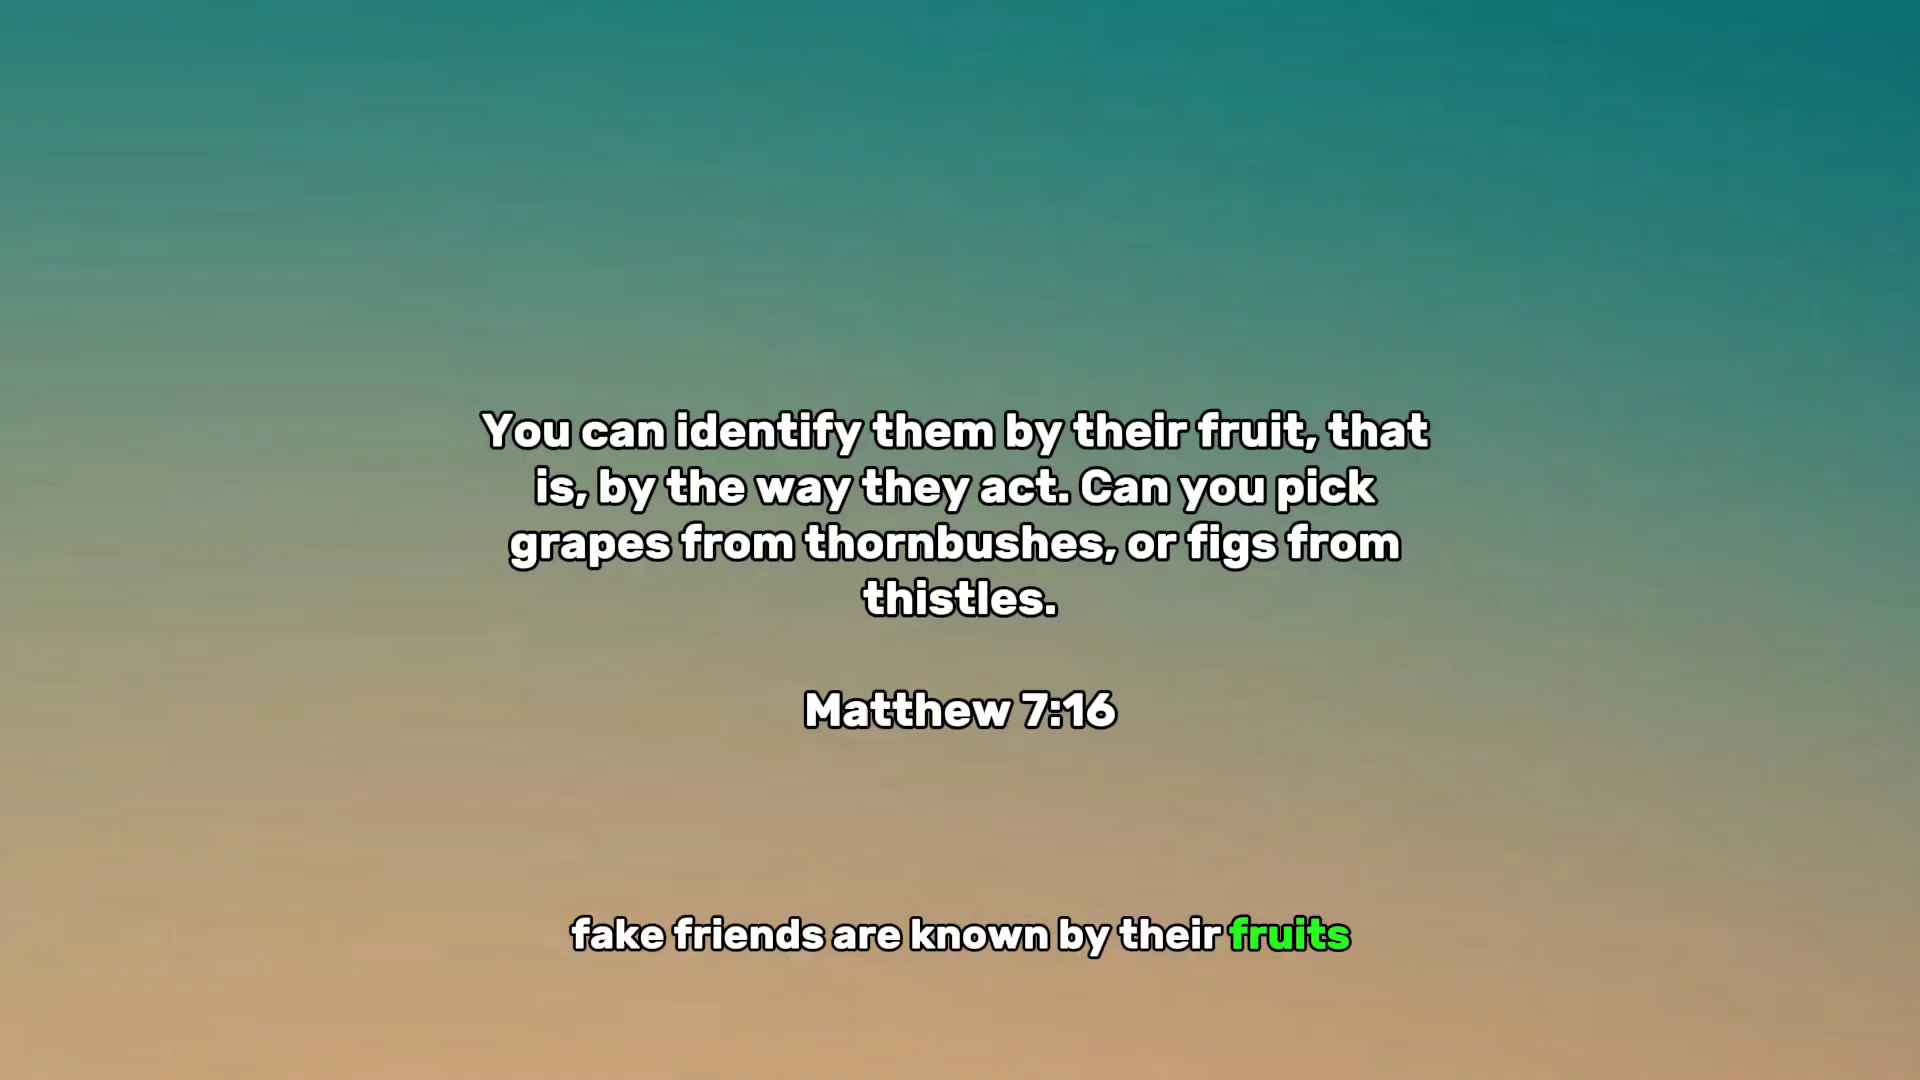 You can identify them by their fruit, that
is, by the way they act. Can you pick
grapes from thornbushes, or figs from
thistles.
Matthew 7:16
fake friends are known by their fruits